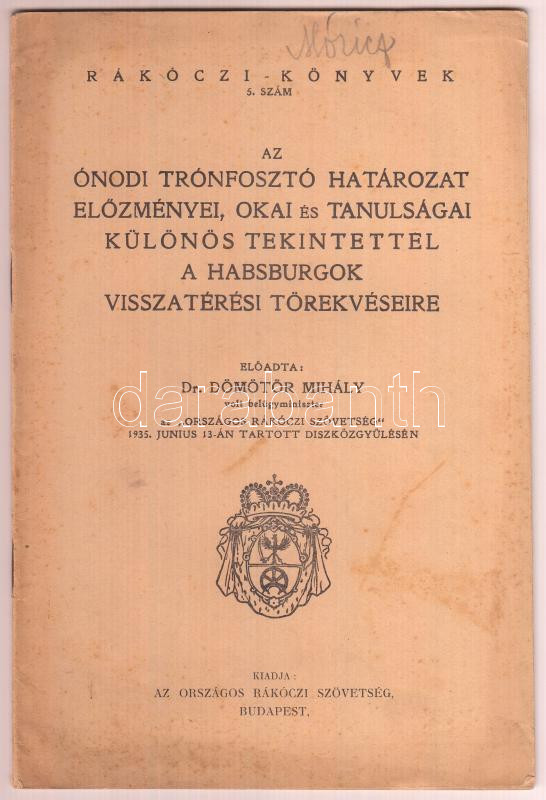 Móricz
RÁKÓCZI-KÖNYVEK
5. SZÁM
AZ
ÓNODI TRÓNFOSZTÓ HATÁROZAT
ELŐZMÉNYEI, OKAI ÉS TANULSÁGAI
KÜLÖNÖS TEKINTETTEL
A HABSBURGOK
VISSZATÉRÉSI TÖREKVÉSEIRE
ELŐADTA:
Dr. DÖMÖTÖR MIHÁLY
volt belügyminiszter
az „ORSZÁGOS RÁKÓCZI SZÖVETSÉG"
1935. JUNIUS 13-ÁN TARTOTT DISZKÖZGYŰLÉSÉN
darabanth
KIADJA:
AZ ORSZÁGOS RÁKÓCZI SZÖVETSÉG,
BUDAPEST.